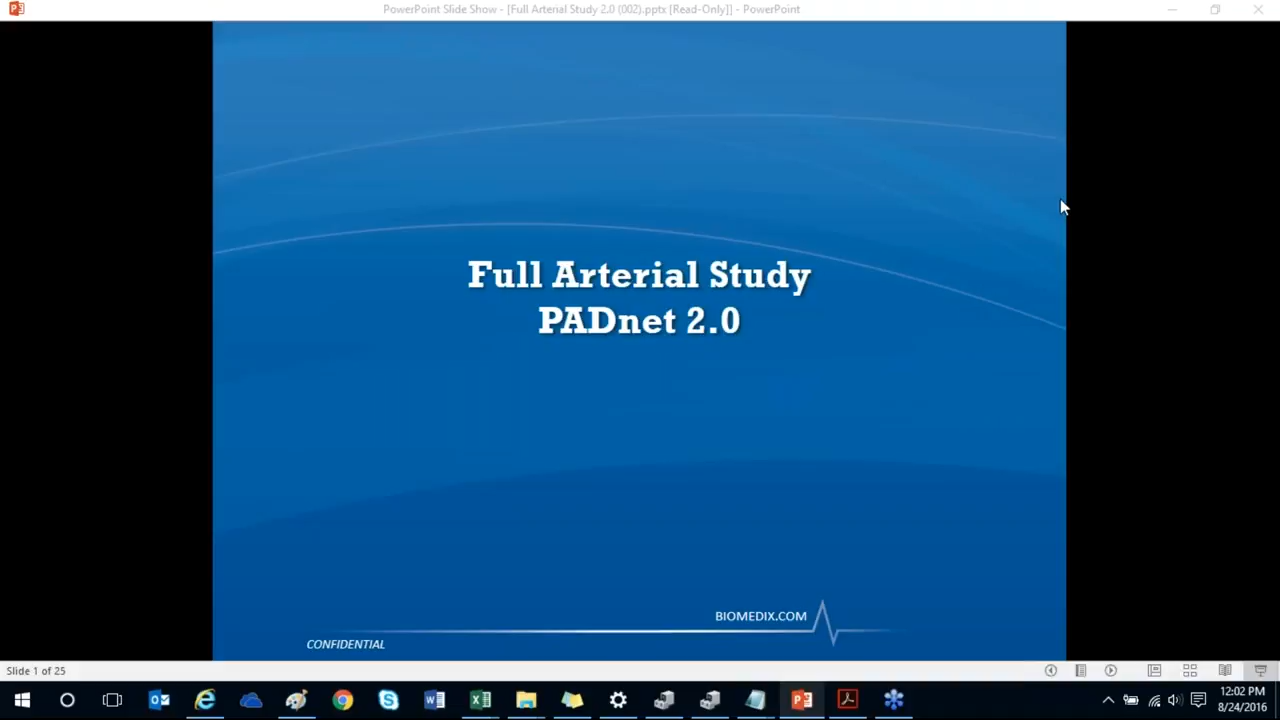 PowerPoint Slide Show - [Full Arterial Study 2.0 (002).pptx [Read-Only]] - PowerPoint
Full Arterial Study
PADnet 2.0
BIOMEDIX.COM
CONFIDENTIAL
Slide 1 of 25
12:02 PM
8/24/2016